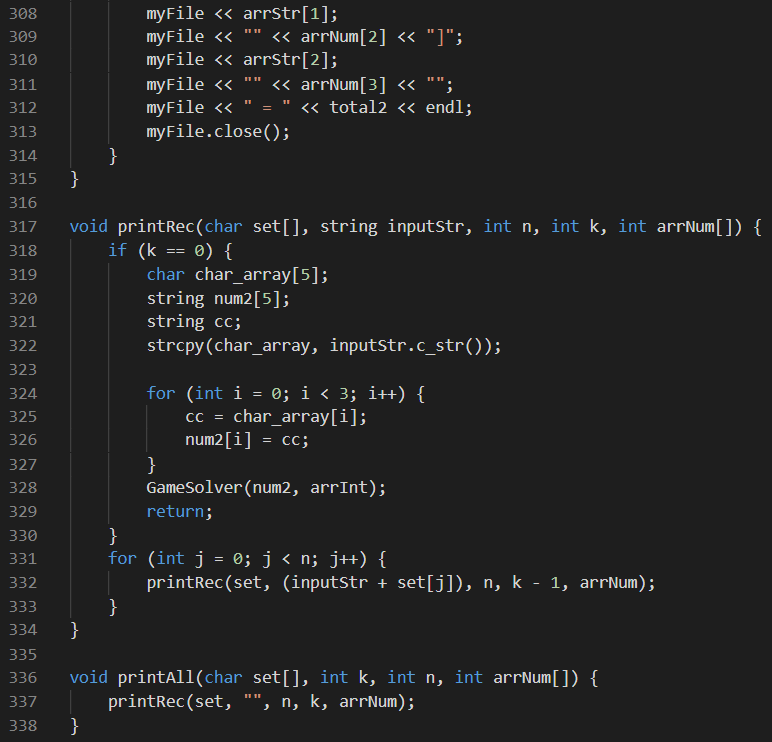 308 myFile << arrStr[1];
309 myFile << "" << arrNum[2] << "]";
310 myFile << arrStr[2];
311 myFile << "" << arrNum[3] << "";
312 myFile << " = " << total2 << endl;
313 myFile.close();
314 }
315 }
316
317 void printRec(char set[], string inputStr, int n, int k, int arrNum[]) {
318 if (k == 0) {
319 char char_array[5];
320 string num2[5];
321 string cc;
322 strcpy(char_array, inputStr.c_str());
323
324 for (int i = 0; i < 3; i++) {
325 cc = char_array[i];
326 num2[i] = cc;
327 }
328 GameSolver(num2, arrInt);
329 return;
330 }
331 for (int j = 0; j < n; j++) {
332 printRec(set, (inputStr + set[j]), n, k - 1, arrNum);
333 }
334 }
335
336 void printAll(char set[], int k, int n, int arrNum[]) {
337 printRec(set, "", n, k, arrNum);
338 }